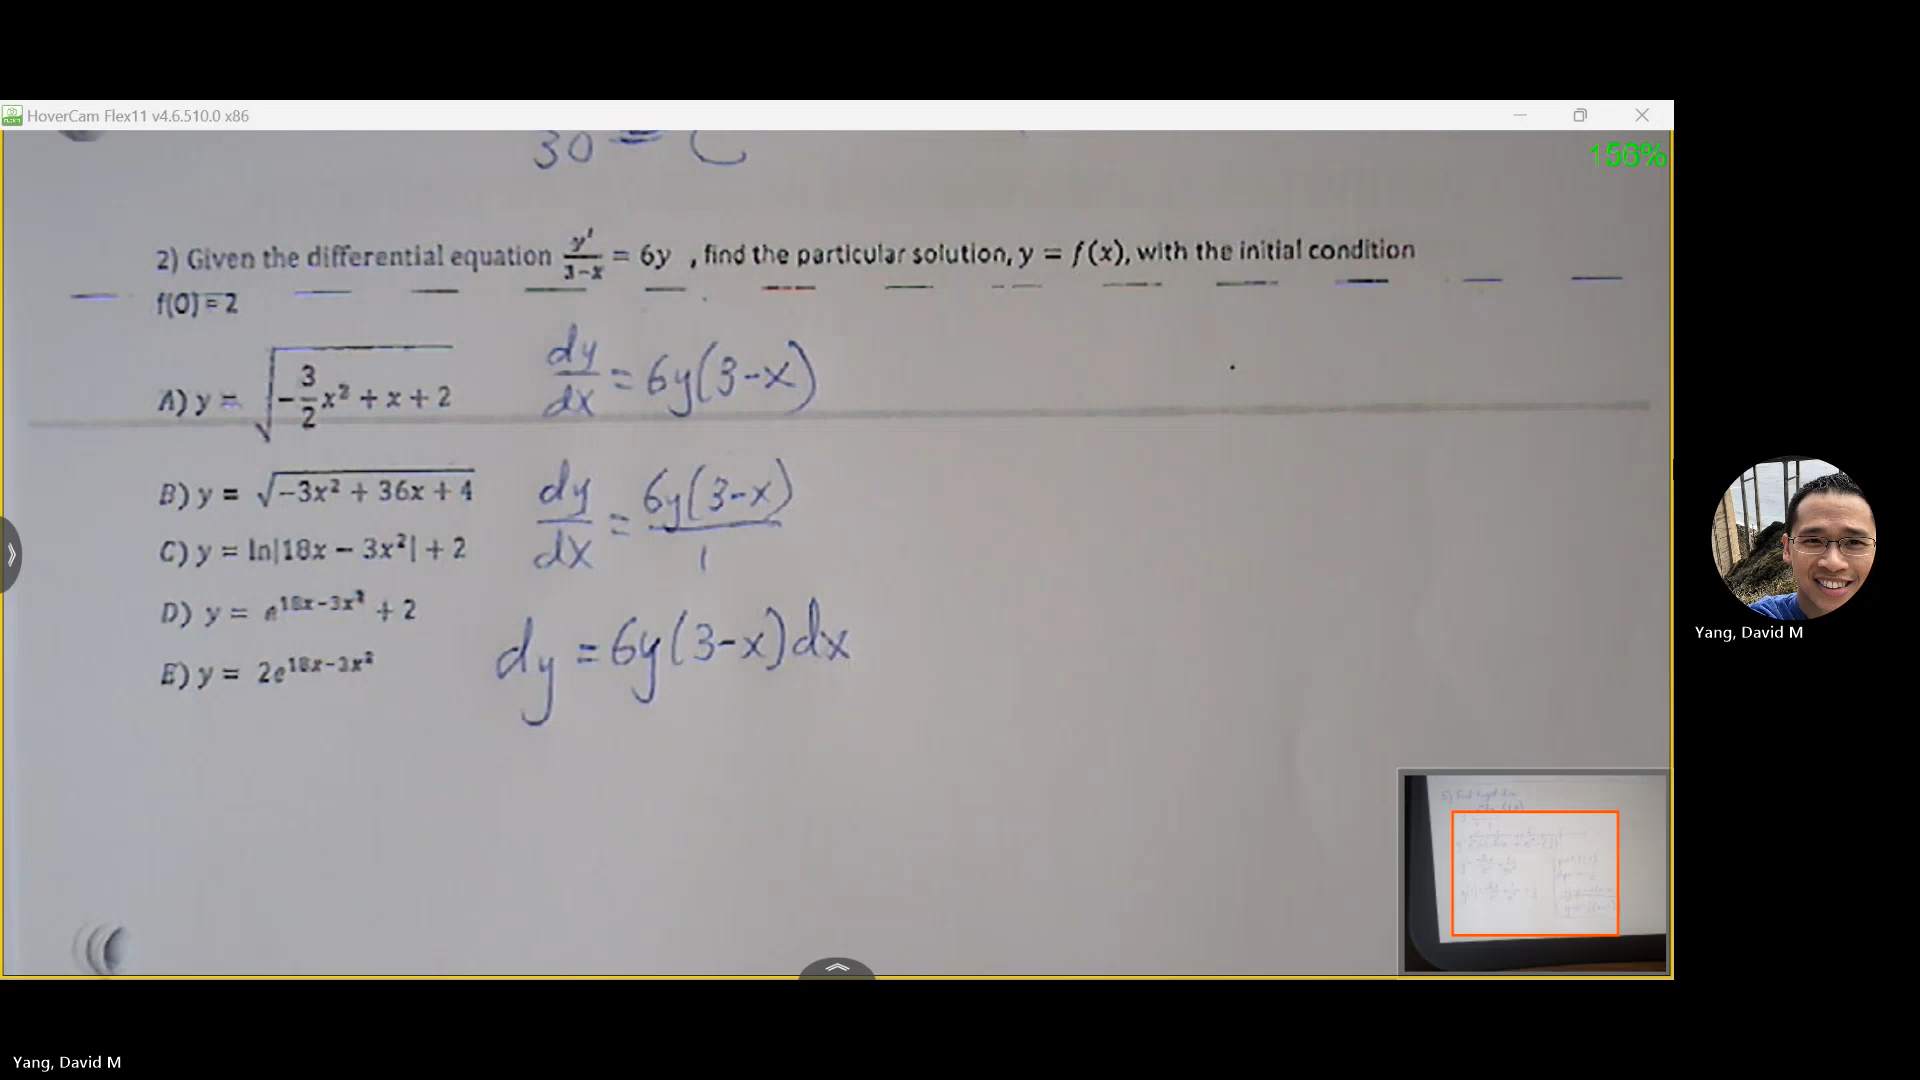 HoverCam Flex11 v4.6.510.0 x86
30 = C
2) Given the differential equation y'/(3-x) = 6y , find the particular solution, y = f(x), with the initial condition
f(0) = 2
A) y = √(-3/2 x² + x + 2)
dy/dx = 6y(3-x)
B) y = √(-3x² + 36x + 4)
dy/dx = 6y(3-x)/1
C) y = ln|18x - 3x²| + 2
D) y = e^(18x-3x²) + 2
E) y = 2e^(18x-3x²)
dy = 6y(3-x)dx
Yang, David M
Yang, David M